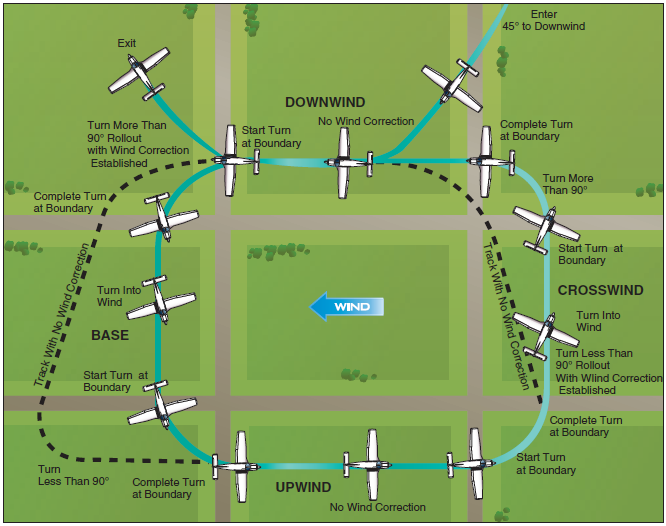 Enter
45° to Downwind
Exit
DOWNWIND
No Wind Correction
Turn More Than
90° Rollout
with Wind Correction
Established
Start Turn
at Boundary
Complete Turn
at Boundary
Turn More
Than 90°
Complete Turn
at Boundary
Start Turn at
Boundary
Track With No Wind Correction
Track With No Wind Correction
CROSSWIND
Turn Into
Wind
WIND
Turn Into
Wind
BASE
Turn Less Than
90° Rollout
With WIind Correction
Established
Start Turn at
Boundary
Complete Turn
at Boundary
Start Turn
at Boundary
Turn
Less Than 90°
Complete Turn
at Boundary
UPWIND
No Wind Correction